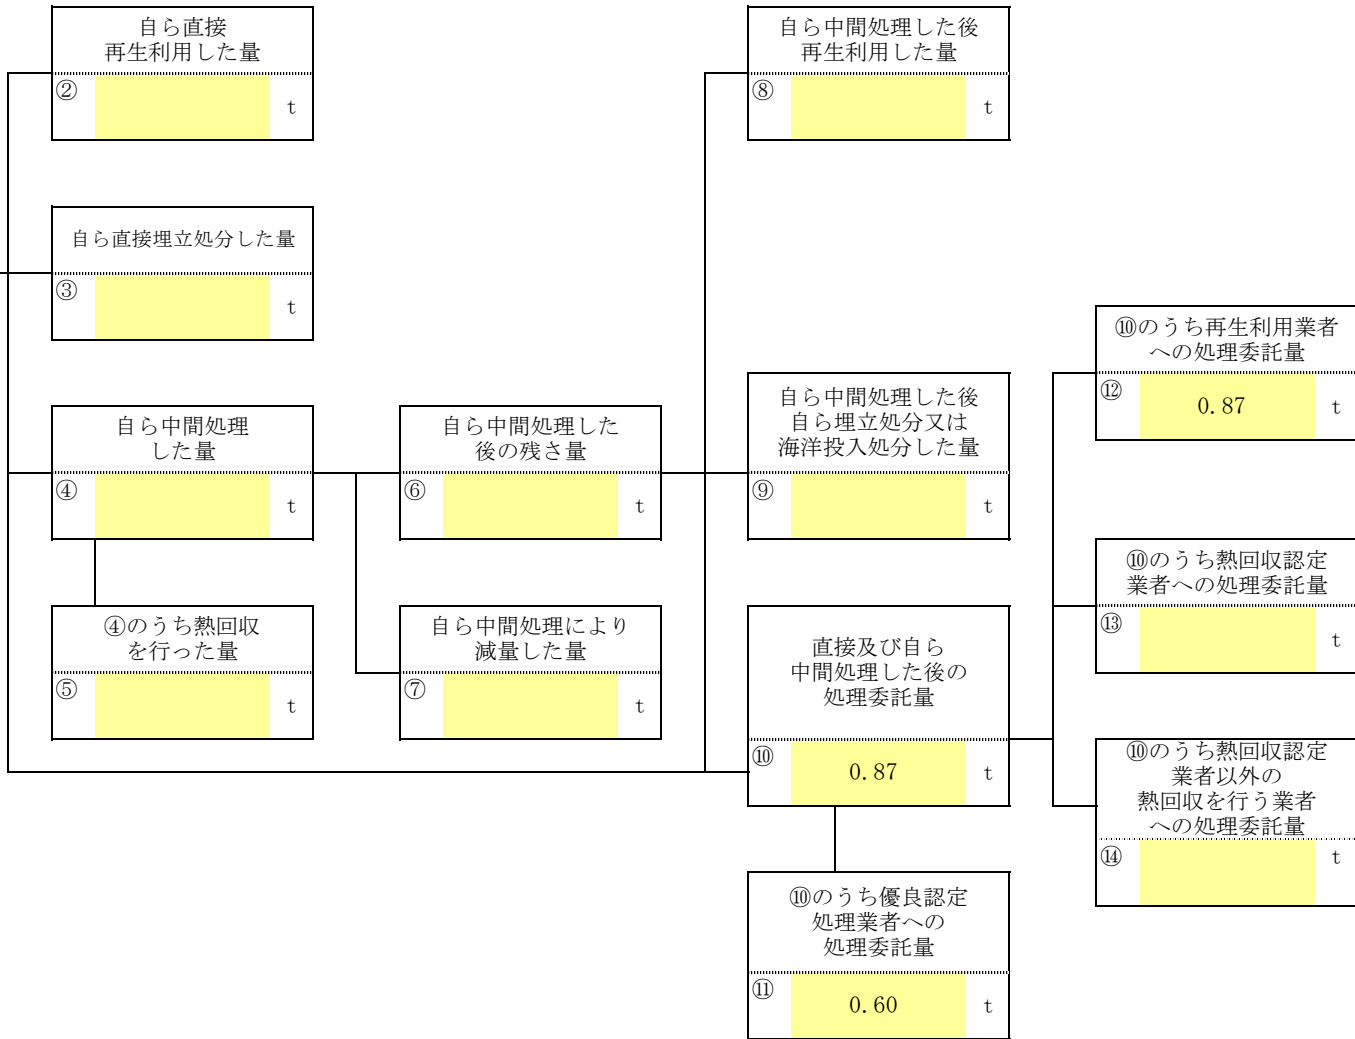 自ら直接
再生利用した量
②
t
自ら直接埋立処分した量
③
t
自ら中間処理
した量
④
t
④のうち熱回収
を行った量
⑤
t
自ら中間処理した
後の残さ量
⑥
t
自ら中間処理により
減量した量
⑦
t
自ら中間処理した後
再生利用した量
⑧
t
自ら中間処理した後
自ら埋立処分又は
海洋投入処分した量
⑨
t
直接及び自ら
中間処理した後の
処理委託量
⑩ 0.87 t
⑩のうち優良認定
処理業者への
処理委託量
⑪ 0.60 t
⑩のうち再生利用業者
への処理委託量
⑫ 0.87 t
⑩のうち熱回収認定
業者への処理委託量
⑬
t
⑩のうち熱回収認定
業者以外の
熱回収を行う業者
への処理委託量
⑭
t